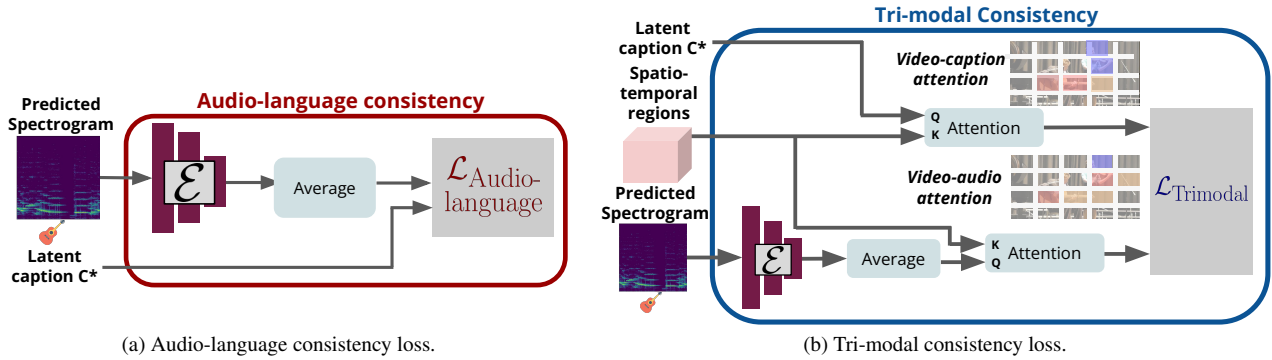 Audio-language consistency
Predicted
Spectrogram
ℰ
Average
ℒAudio-
language
Latent
caption C*
(a) Audio-language consistency loss.
Tri-modal Consistency
Latent
caption C*
Spatio-
temporal
regions
Predicted
Spectrogram
Video-caption
attention
Q
K
Attention
Video-audio
attention
ℰ
Average
K
Q
Attention
ℒTrimodal
(b) Tri-modal consistency loss.